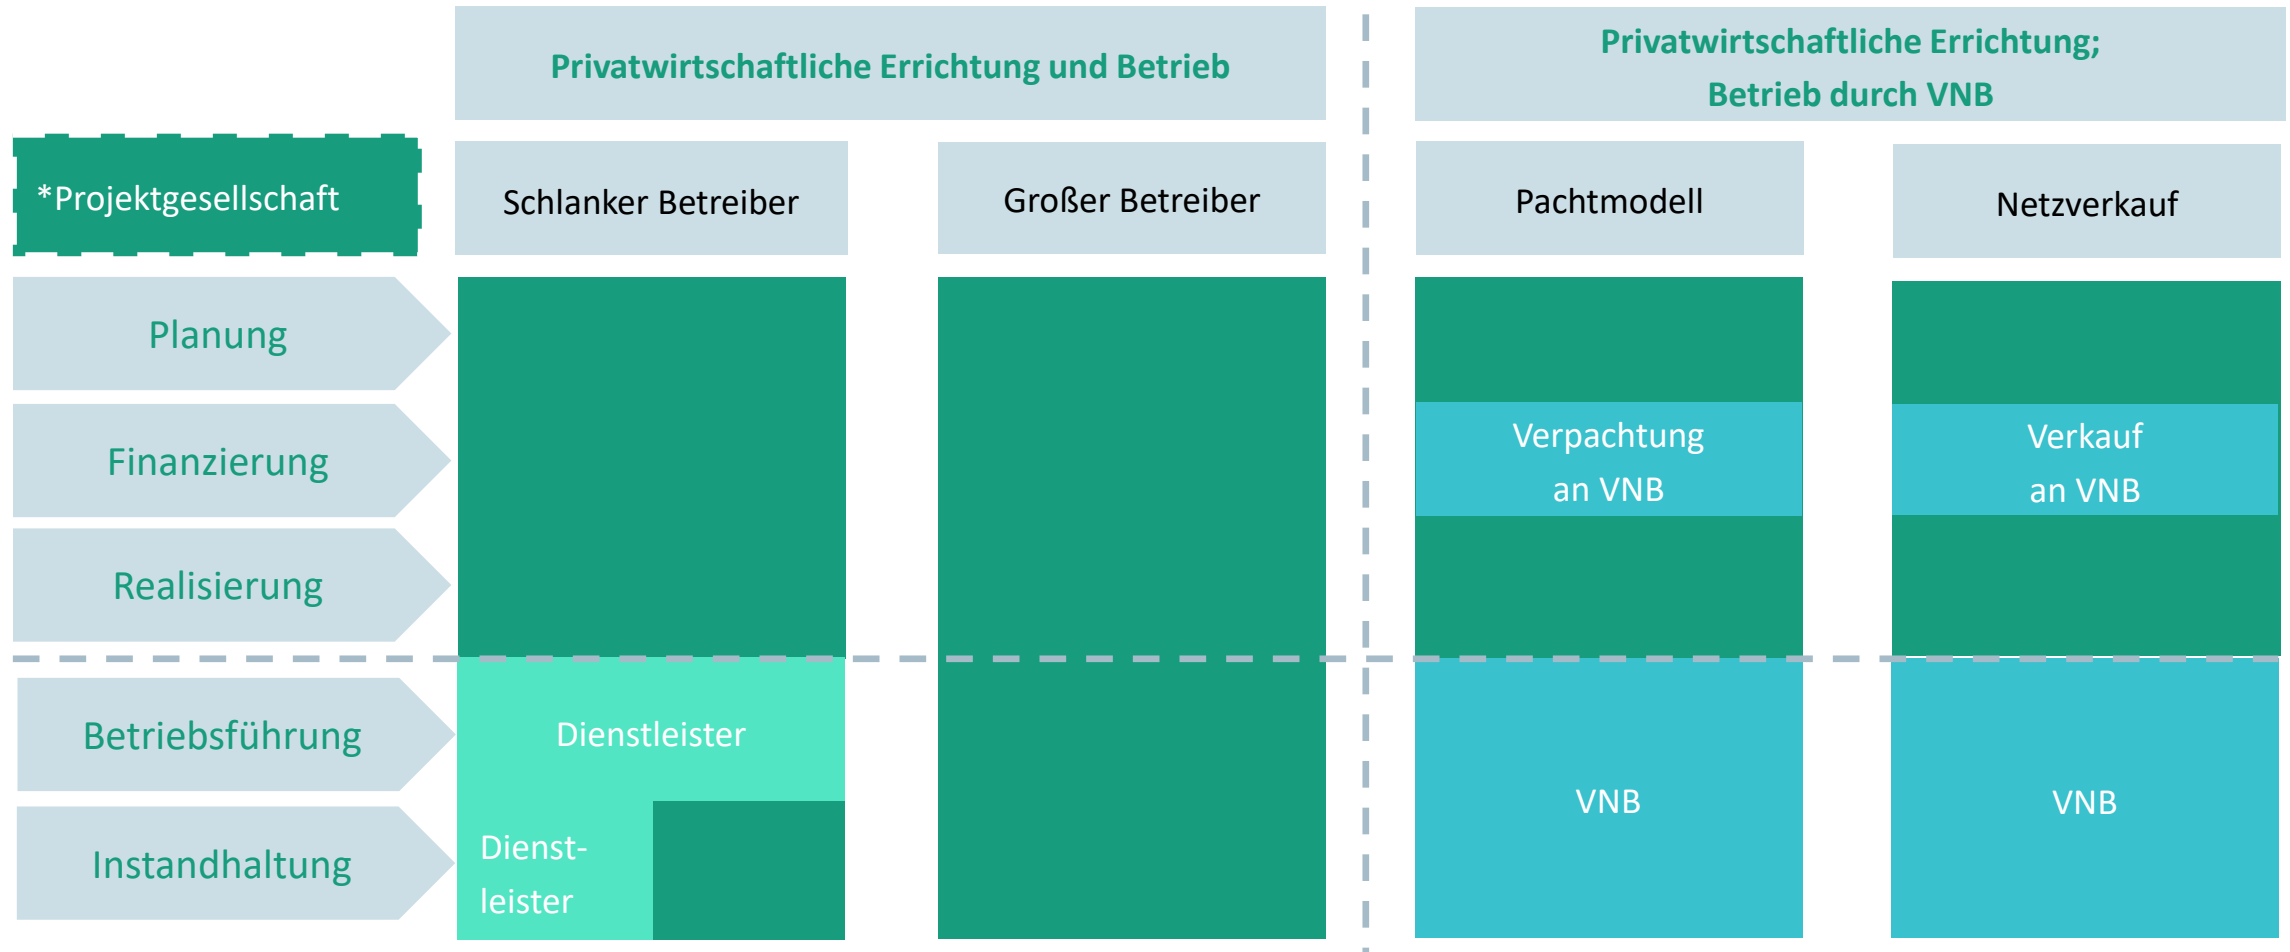 Privatwirtschaftliche Errichtung und Betrieb
Privatwirtschaftliche Errichtung;
Betrieb durch VNB
*Projektgesellschaft
Schlanker Betreiber
Großer Betreiber
Pachtmodell
Netzverkauf
Planung
Finanzierung
Verpachtung
an VNB
Verkauf
an VNB
Realisierung
Betriebsführung
Dienstleister
Instandhaltung
Dienst-
leister
VNB
VNB